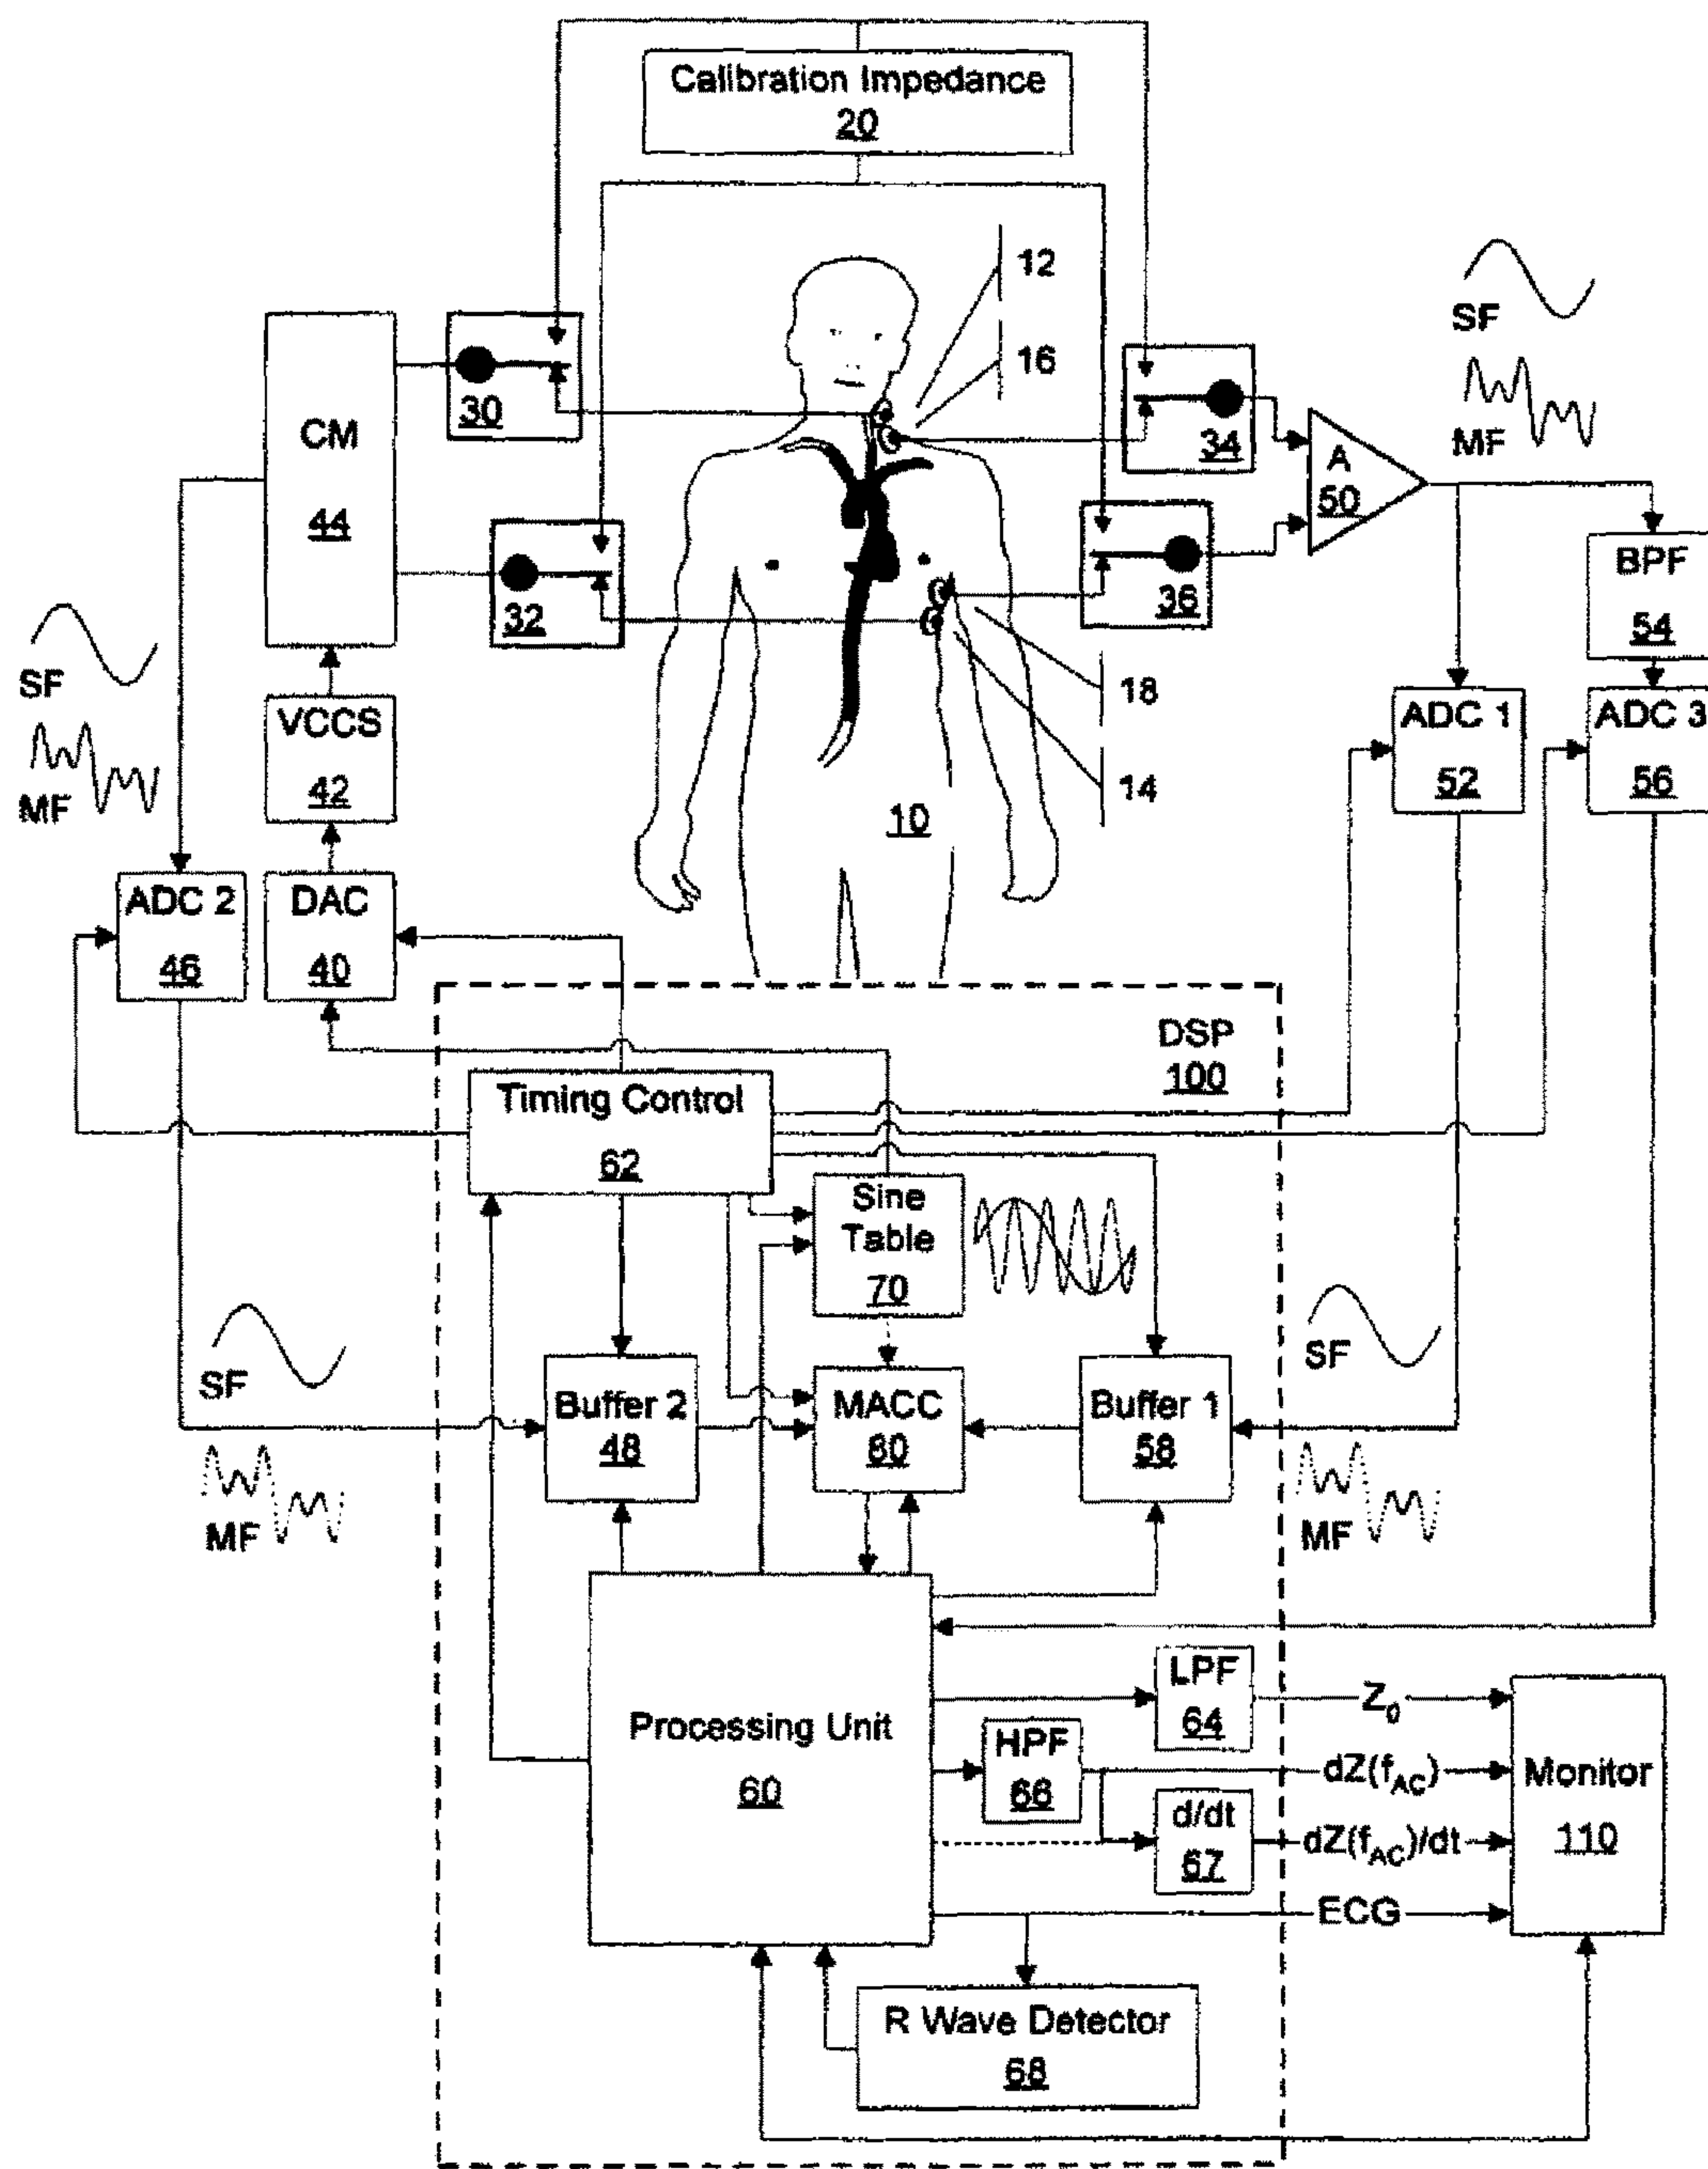 Calibration Impedance
20
12
16
SF
MF
CM
44
30
34
A
50
32
36
BPF
54
SF
MF
VCCS
42
18
14
10
ADC 1
52
ADC 3
56
ADC 2
46
DAC
40
DSP
100
Timing Control
62
Sine
Table
70
SF
MF
Buffer 2
48
MACC
80
Buffer 1
58
SF
MF
Processing Unit
60
LPF
64
Z0
HPF
66
dZ(fAC)
d/dt
67
dZ(fAC)/dt
ECG
Monitor
110
R Wave Detector
68